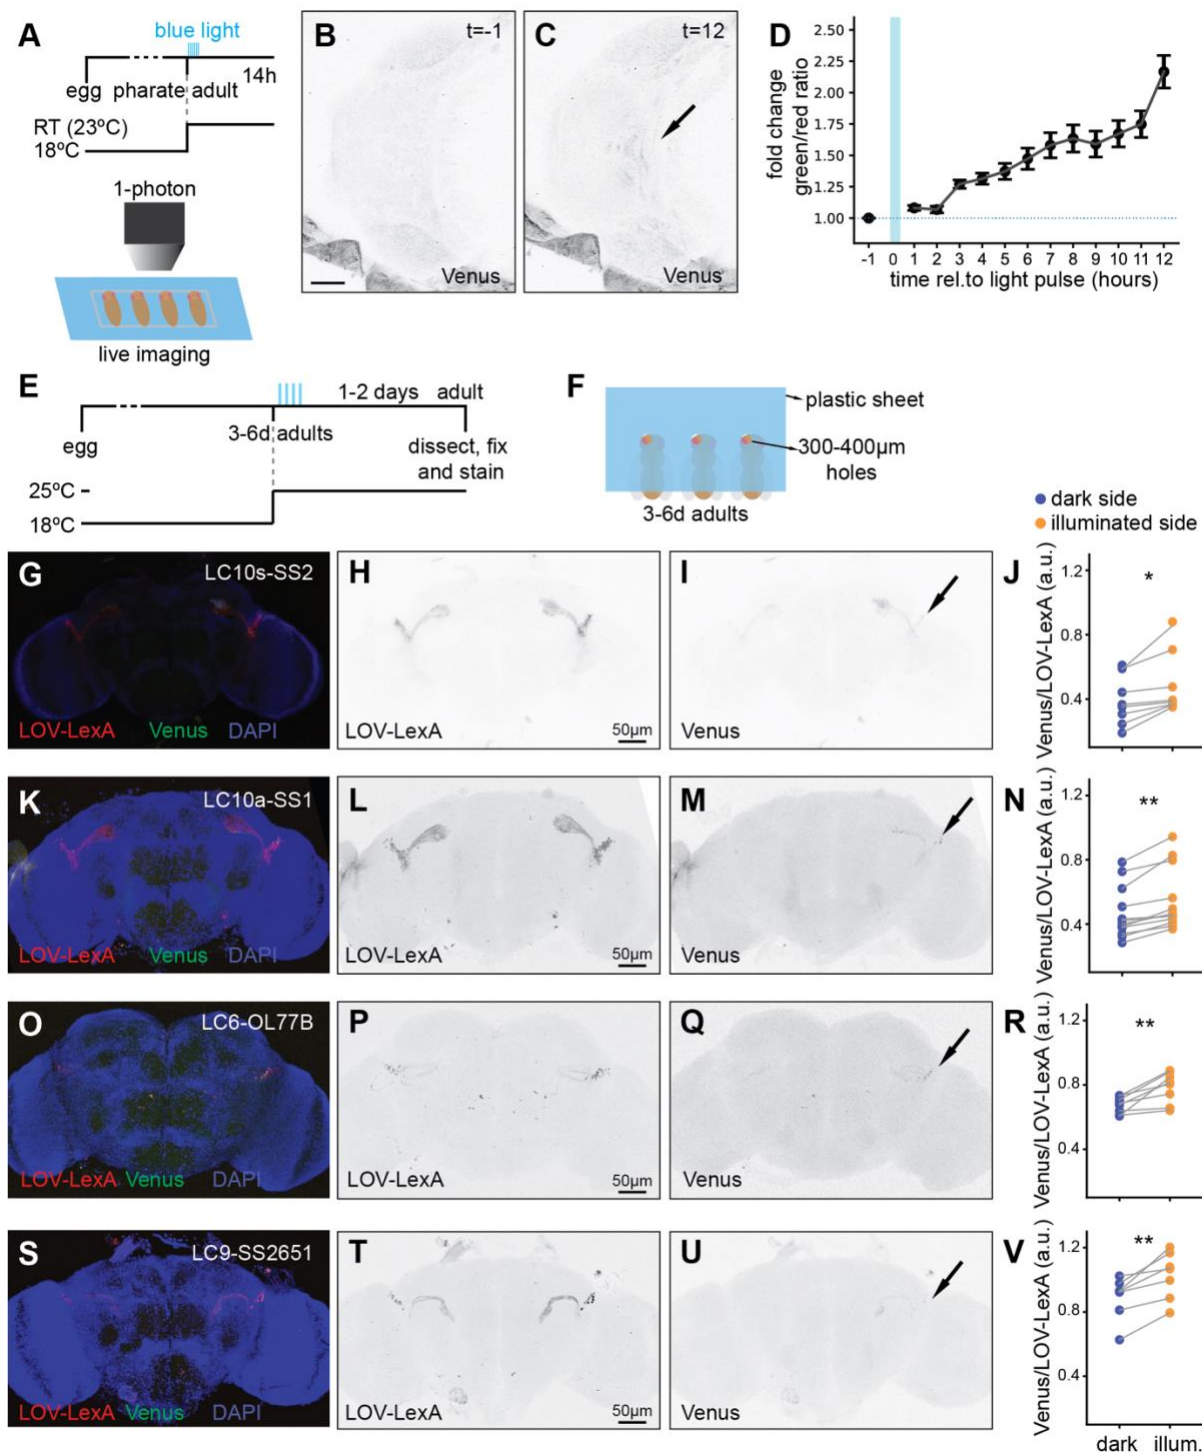 A
blue light
14h
egg pharate adult
RT (23ºC)
18ºC
1-photon
live imaging
B
t=-1
Venus
C
t=12
Venus
D
fold change
green/red ratio
2.50
2.25
2.00
1.75
1.50
1.25
1.00
-1 0 1 2 3 4 5 6 7 8 9 10 11 12
time rel.to light pulse (hours)
E
1-2 days adult
egg
3-6d adults
dissect, fix
and stain
25ºC
18ºC
F
plastic sheet
300-400µm
holes
3-6d adults
dark side
illuminated side
G
LC10s-SS2
LOV-LexA Venus DAPI
H
LOV-LexA
50µm
I
Venus
50µm
J
Venus/LOV-LexA (a.u.)
1.2
0.8
0.4
*
K
LC10a-SS1
LOV-LexA Venus DAPI
L
LOV-LexA
50µm
M
Venus
50µm
N
Venus/LOV-LexA (a.u.)
1.2
0.8
0.4
**
O
LC6-OL77B
LOV-LexA Venus DAPI
P
LOV-LexA
50µm
Q
Venus
50µm
R
Venus/LOV-LexA (a.u.)
1.2
0.8
0.4
**
S
LC9-SS2651
LOV-LexA Venus DAPI
T
LOV-LexA
50µm
U
Venus
50µm
V
Venus/LOV-LexA (a.u.)
1.2
0.8
0.4
**
dark illum.